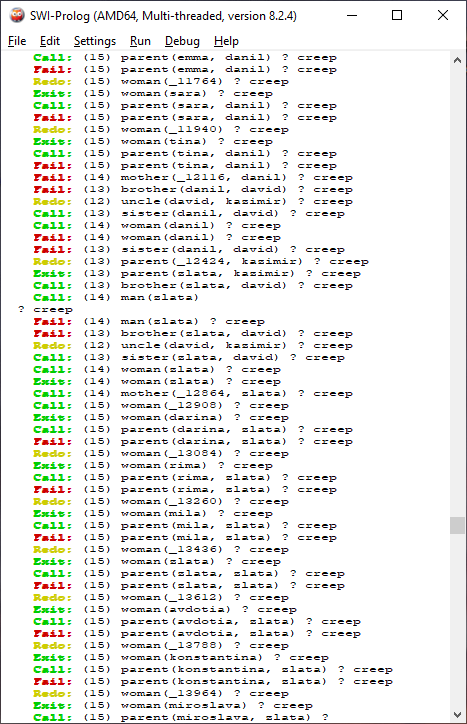 SWI-Prolog (AMD64, Multi-threaded, version 8.2.4)
File Edit Settings Run Debug Help
Call: (15) parent(emma, danil) ? creep
Fail: (15) parent(emma, danil) ? creep
Redo: (15) woman(_11764) ? creep
Exit: (15) woman(sara) ? creep
Call: (15) parent(sara, danil) ? creep
Fail: (15) parent(sara, danil) ? creep
Redo: (15) woman(_11940) ? creep
Exit: (15) woman(tina) ? creep
Call: (15) parent(tina, danil) ? creep
Fail: (15) parent(tina, danil) ? creep
Fail: (14) mother(_12116, danil) ? creep
Fail: (13) brother(danil, david) ? creep
Redo: (12) uncle(david, kazimir) ? creep
Call: (13) sister(danil, david) ? creep
Call: (14) woman(danil) ? creep
Fail: (14) woman(danil) ? creep
Fail: (13) sister(danil, david) ? creep
Redo: (13) parent(_12424, kazimir) ? creep
Exit: (13) parent(zlata, kazimir) ? creep
Call: (13) brother(zlata, david) ? creep
Call: (14) man(zlata)
? creep
Fail: (14) man(zlata) ? creep
Fail: (13) brother(zlata, david) ? creep
Redo: (12) uncle(david, kazimir) ? creep
Call: (13) sister(zlata, david) ? creep
Call: (14) woman(zlata) ? creep
Exit: (14) woman(zlata) ? creep
Call: (14) mother(_12864, zlata) ? creep
Call: (15) woman(_12908) ? creep
Exit: (15) woman(darina) ? creep
Call: (15) parent(darina, zlata) ? creep
Fail: (15) parent(darina, zlata) ? creep
Redo: (15) woman(_13084) ? creep
Exit: (15) woman(rima) ? creep
Call: (15) parent(rima, zlata) ? creep
Fail: (15) parent(rima, zlata) ? creep
Redo: (15) woman(_13260) ? creep
Exit: (15) woman(mila) ? creep
Call: (15) parent(mila, zlata) ? creep
Fail: (15) parent(mila, zlata) ? creep
Redo: (15) woman(_13436) ? creep
Exit: (15) woman(zlata) ? creep
Call: (15) parent(zlata, zlata) ? creep
Fail: (15) parent(zlata, zlata) ? creep
Redo: (15) woman(_13612) ? creep
Exit: (15) woman(avdotia) ? creep
Call: (15) parent(avdotia, zlata) ? creep
Fail: (15) parent(avdotia, zlata) ? creep
Redo: (15) woman(_13788) ? creep
Exit: (15) woman(konstantina) ? creep
Call: (15) parent(konstantina, zlata) ? creep
Fail: (15) parent(konstantina, zlata) ? creep
Redo: (15) woman(_13964) ? creep
Exit: (15) woman(miroslava) ? creep
Call: (15) parent(miroslava, zlata) ?